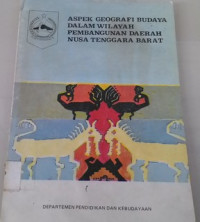 ASPEK GEOGRAFI BUDAYA
DALAM WILAYAH
PEMBANGUNAN DAERAH
NUSA TENGGARA BARAT
DEPARTEMEN PENDIDIKAN DAN KEBUDAYAAN